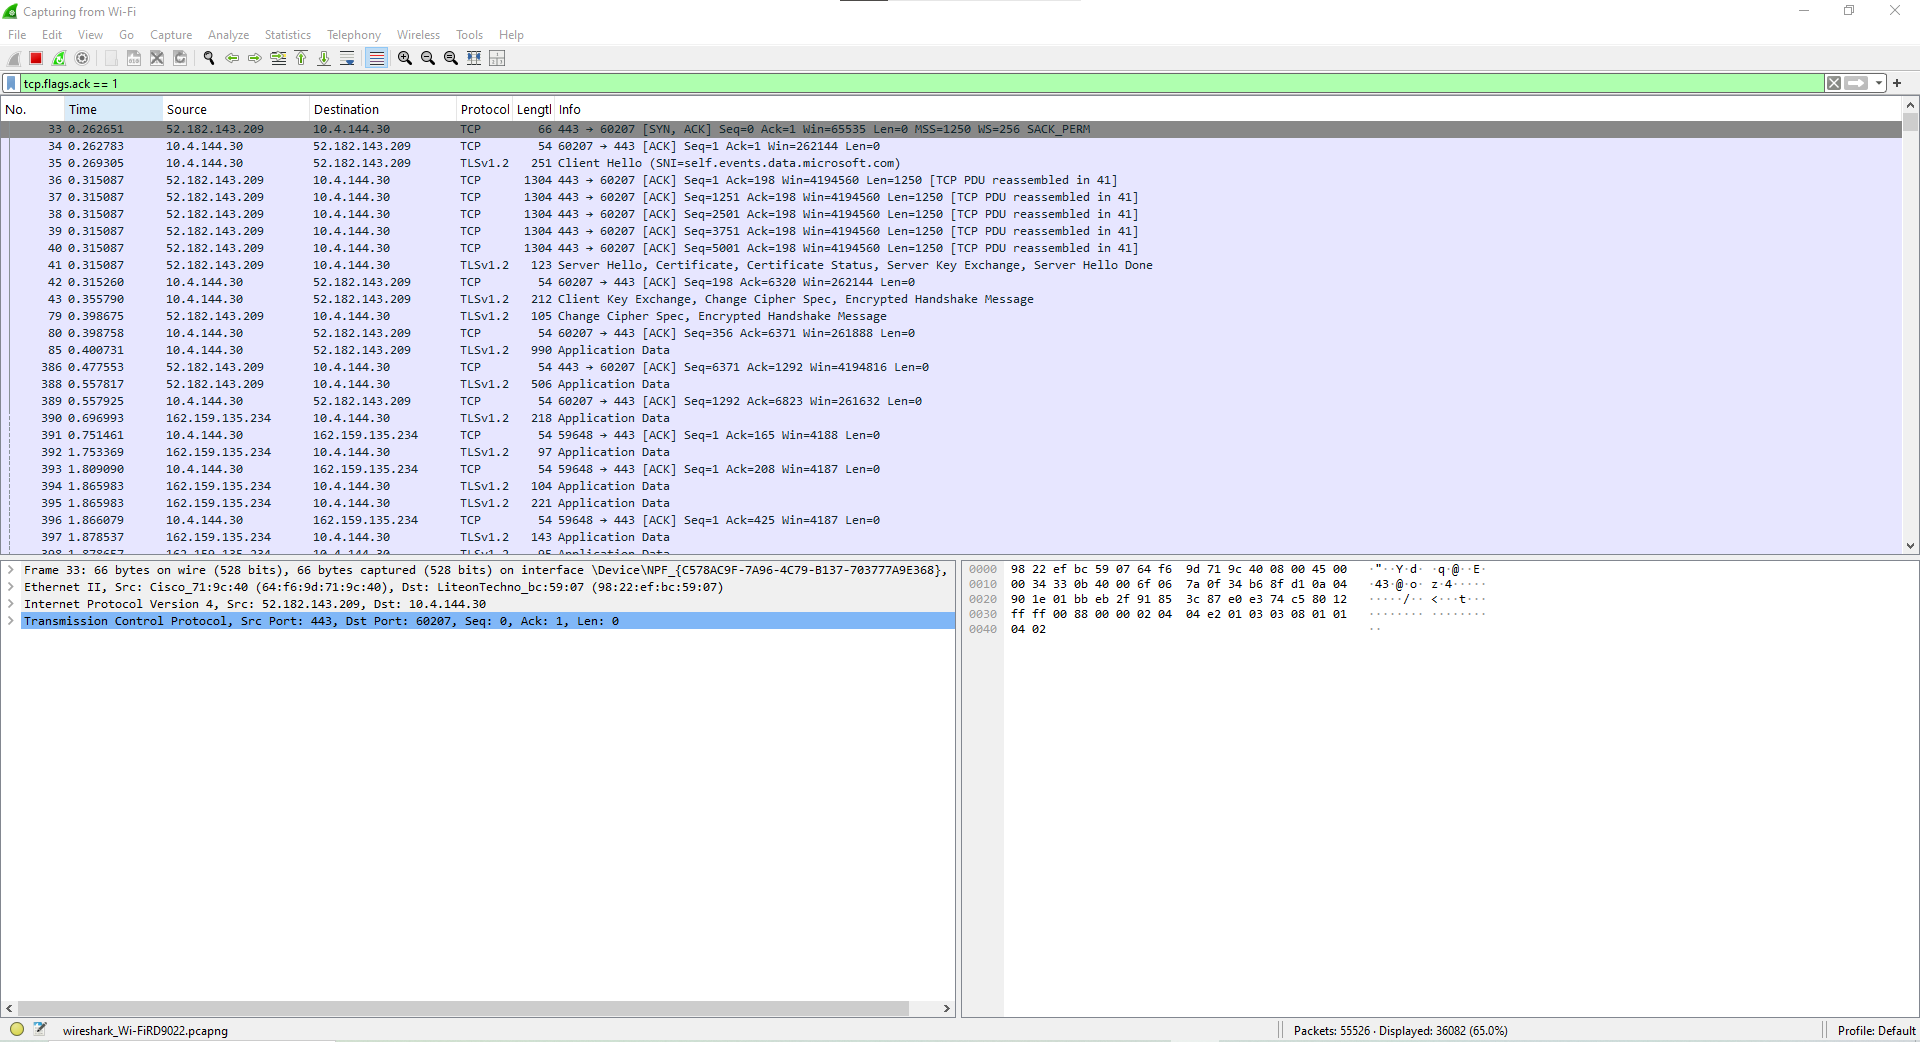 Capturing from Wi-Fi
File Edit View Go Capture Analyze Statistics Telephony Wireless Tools Help
tcp.flags.ack == 1
No. Time Source Destination Protocol Lengtl Info
33 0.262651 52.182.143.209 10.4.144.30 TCP 66 443 → 60207 [SYN, ACK] Seq=0 Ack=1 Win=65535 Len=0 MSS=1250 WS=256 SACK_PERM
34 0.262783 10.4.144.30 52.182.143.209 TCP 54 60207 → 443 [ACK] Seq=1 Ack=1 Win=262144 Len=0
35 0.269305 10.4.144.30 52.182.143.209 TLSv1.2 251 Client Hello (SNI=self.events.data.microsoft.com)
36 0.315087 52.182.143.209 10.4.144.30 TCP 1304 443 → 60207 [ACK] Seq=1 Ack=198 Win=4194560 Len=1250 [TCP PDU reassembled in 41]
37 0.315087 52.182.143.209 10.4.144.30 TCP 1304 443 → 60207 [ACK] Seq=1251 Ack=198 Win=4194560 Len=1250 [TCP PDU reassembled in 41]
38 0.315087 52.182.143.209 10.4.144.30 TCP 1304 443 → 60207 [ACK] Seq=2501 Ack=198 Win=4194560 Len=1250 [TCP PDU reassembled in 41]
39 0.315087 52.182.143.209 10.4.144.30 TCP 1304 443 → 60207 [ACK] Seq=3751 Ack=198 Win=4194560 Len=1250 [TCP PDU reassembled in 41]
40 0.315087 52.182.143.209 10.4.144.30 TCP 1304 443 → 60207 [ACK] Seq=5001 Ack=198 Win=4194560 Len=1250 [TCP PDU reassembled in 41]
41 0.315087 52.182.143.209 10.4.144.30 TLSv1.2 123 Server Hello, Certificate, Certificate Status, Server Key Exchange, Server Hello Done
42 0.315260 10.4.144.30 52.182.143.209 TCP 54 60207 → 443 [ACK] Seq=198 Ack=6320 Win=262144 Len=0
43 0.355790 10.4.144.30 52.182.143.209 TLSv1.2 212 Client Key Exchange, Change Cipher Spec, Encrypted Handshake Message
79 0.398675 52.182.143.209 10.4.144.30 TLSv1.2 105 Change Cipher Spec, Encrypted Handshake Message
80 0.398758 10.4.144.30 52.182.143.209 TCP 54 60207 → 443 [ACK] Seq=356 Ack=6371 Win=261888 Len=0
85 0.400731 10.4.144.30 52.182.143.209 TLSv1.2 990 Application Data
386 0.477553 52.182.143.209 10.4.144.30 TCP 54 443 → 60207 [ACK] Seq=6371 Ack=1292 Win=4194816 Len=0
388 0.557817 52.182.143.209 10.4.144.30 TLSv1.2 506 Application Data
389 0.557925 10.4.144.30 52.182.143.209 TCP 54 60207 → 443 [ACK] Seq=1292 Ack=6823 Win=261632 Len=0
390 0.696993 162.159.135.234 10.4.144.30 TLSv1.2 218 Application Data
391 0.751461 10.4.144.30 162.159.135.234 TCP 54 59648 → 443 [ACK] Seq=1 Ack=165 Win=4188 Len=0
392 1.753369 162.159.135.234 10.4.144.30 TLSv1.2 97 Application Data
393 1.809090 10.4.144.30 162.159.135.234 TCP 54 59648 → 443 [ACK] Seq=1 Ack=208 Win=4187 Len=0
394 1.865983 162.159.135.234 10.4.144.30 TLSv1.2 104 Application Data
395 1.865983 162.159.135.234 10.4.144.30 TLSv1.2 221 Application Data
396 1.866079 10.4.144.30 162.159.135.234 TCP 54 59648 → 443 [ACK] Seq=1 Ack=425 Win=4187 Len=0
397 1.878537 162.159.135.234 10.4.144.30 TLSv1.2 143 Application Data
398 1.878657 162.159.135.234 10.4.144.30 TLSv1.2 95 Application Data
Frame 33: 66 bytes on wire (528 bits), 66 bytes captured (528 bits) on interface \Device\NPF_{C578AC9F-7A96-4C79-B137-703777A9E368},
Ethernet II, Src: Cisco_71:9c:40 (64:f6:9d:71:9c:40), Dst: LiteonTechno_bc:59:07 (98:22:ef:bc:59:07)
Internet Protocol Version 4, Src: 52.182.143.209, Dst: 10.4.144.30
Transmission Control Protocol, Src Port: 443, Dst Port: 60207, Seq: 0, Ack: 1, Len: 0
0000 98 22 ef bc 59 07 64 f6 9d 71 9c 40 08 00 45 00 ·"··Y·d· ·q·@··E·
0010 00 34 33 0b 40 00 6f 06 7a 0f 34 b6 8f d1 0a 04 ·43·@·o· z·4·····
0020 90 1e 01 bb eb 2f 91 85 3c 87 e0 e3 74 c5 80 12 ·····/·· <···t···
0030 ff ff 00 88 00 00 02 04 04 e2 01 03 03 08 01 01 ········ ········
0040 04 02 ··
wireshark_Wi-FiRD9022.pcapng
Packets: 55526 · Displayed: 36082 (65.0%)
Profile: Default